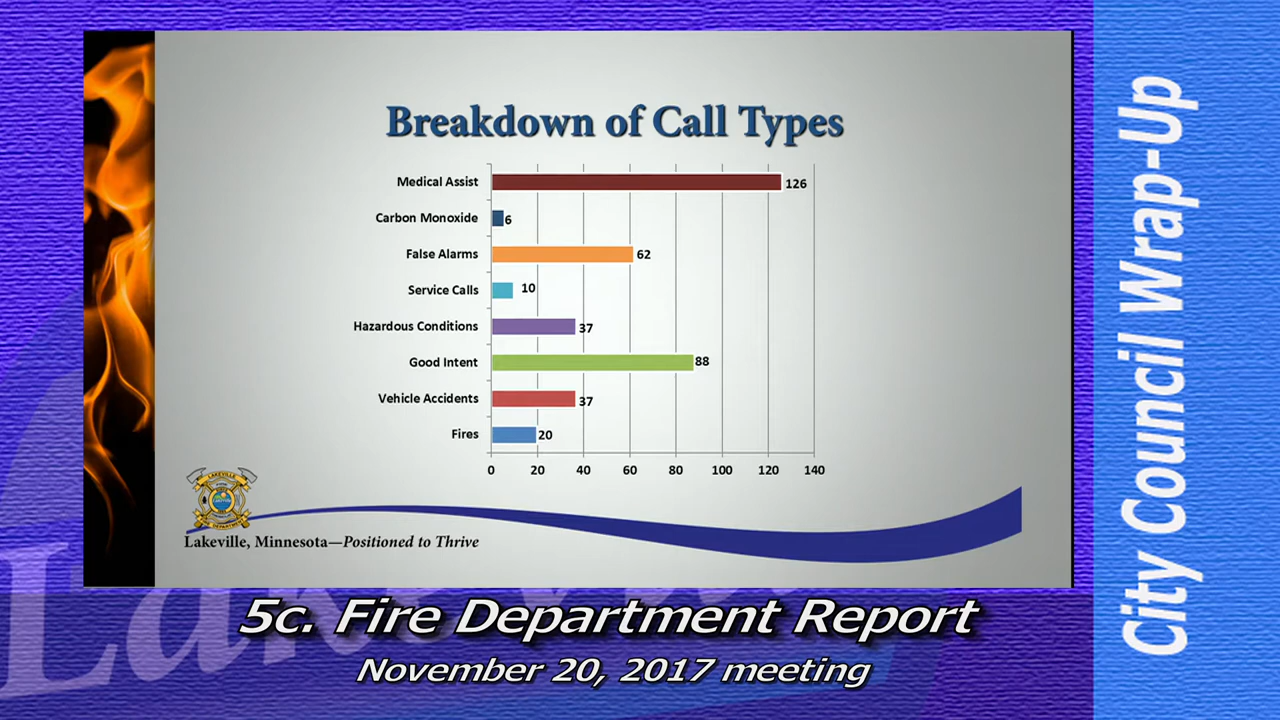 Breakdown of Call Types
Medical Assist 126
Carbon Monoxide 6
False Alarms 62
Service Calls 10
Hazardous Conditions 37
Good Intent 88
Vehicle Accidents 37
Fires 20
0 20 40 60 80 100 120 140
LAKEVILLE
Lakeville, Minnesota—Positioned to Thrive
5c. Fire Department Report
November 20, 2017 meeting
City Council Wrap-Up